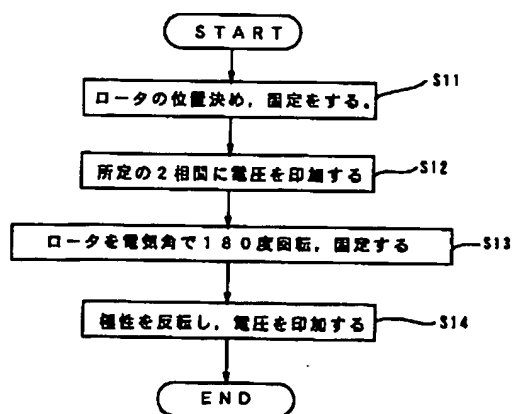 START
ロータの位置決め,固定をする。
S11
所定の2相間に電圧を印加する
S12
ロータを電気角で180度回転,固定する
S13
極性を反転し,電圧を印加する
S14
END